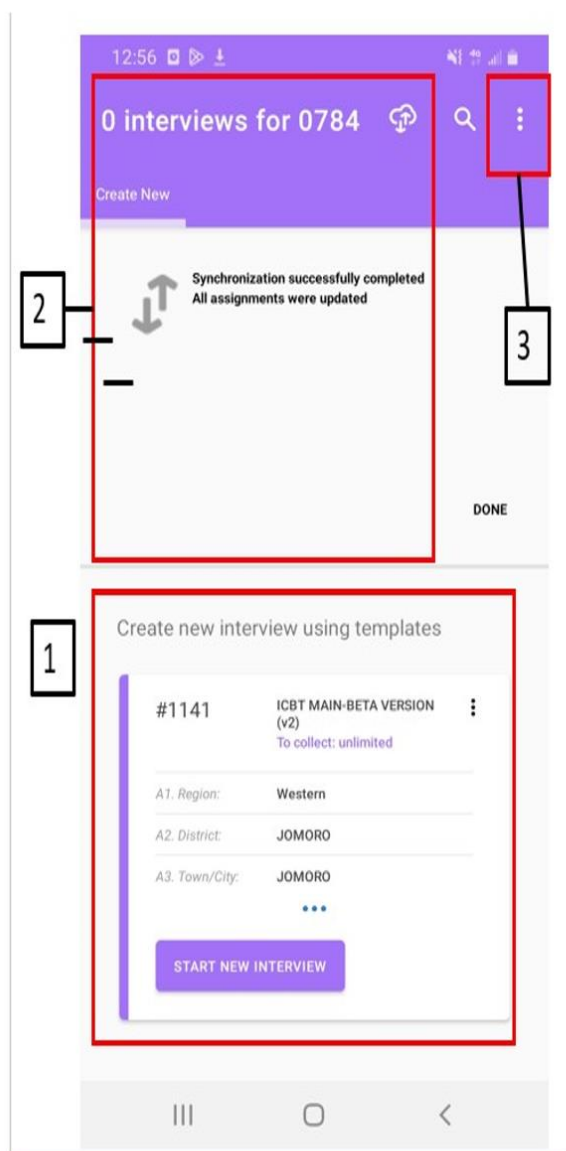 12:56
0 interviews for 0784
Create New
Synchronization successfully completed
All assignments were updated
2
3
DONE
1
Create new interview using templates
#1141
ICBT MAIN-BETA VERSION
(v2)
To collect: unlimited
A1. Region: Western
A2. District: JOMORO
A3. Town/City: JOMORO
START NEW INTERVIEW